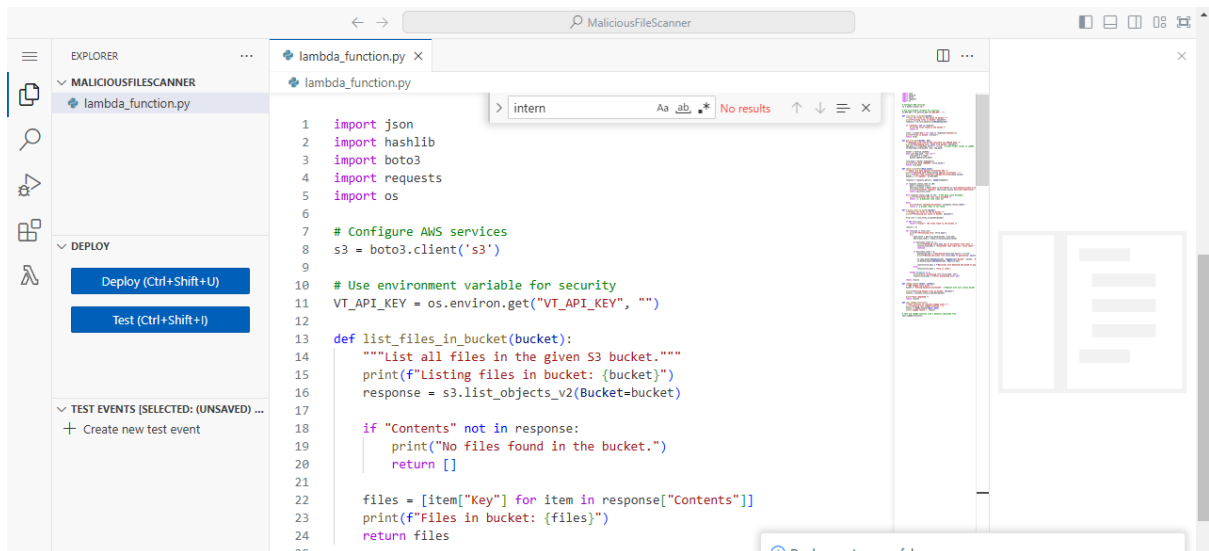 MaliciousFileScanner
EXPLORER
MALICIOUSFILESCANNER
lambda_function.py
DEPLOY
Deploy (Ctrl+Shift+U)
Test (Ctrl+Shift+I)
TEST EVENTS [SELECTED: (UNSAVED) ...
Create new test event
lambda_function.py
lambda_function.py
intern
Aa ab .* No results
1 import json
2 import hashlib
3 import boto3
4 import requests
5 import os
6
7 # Configure AWS services
8 s3 = boto3.client('s3')
9
10 # Use environment variable for security
11 VT_API_KEY = os.environ.get("VT_API_KEY", "")
12
13 def list_files_in_bucket(bucket):
14 """List all files in the given S3 bucket."""
15 print(f"Listing files in bucket: {bucket}")
16 response = s3.list_objects_v2(Bucket=bucket)
17
18 if "Contents" not in response:
19 print("No files found in the bucket.")
20 return []
21
22 files = [item["Key"] for item in response["Contents"]]
23 print(f"Files in bucket: {files}")
24 return files